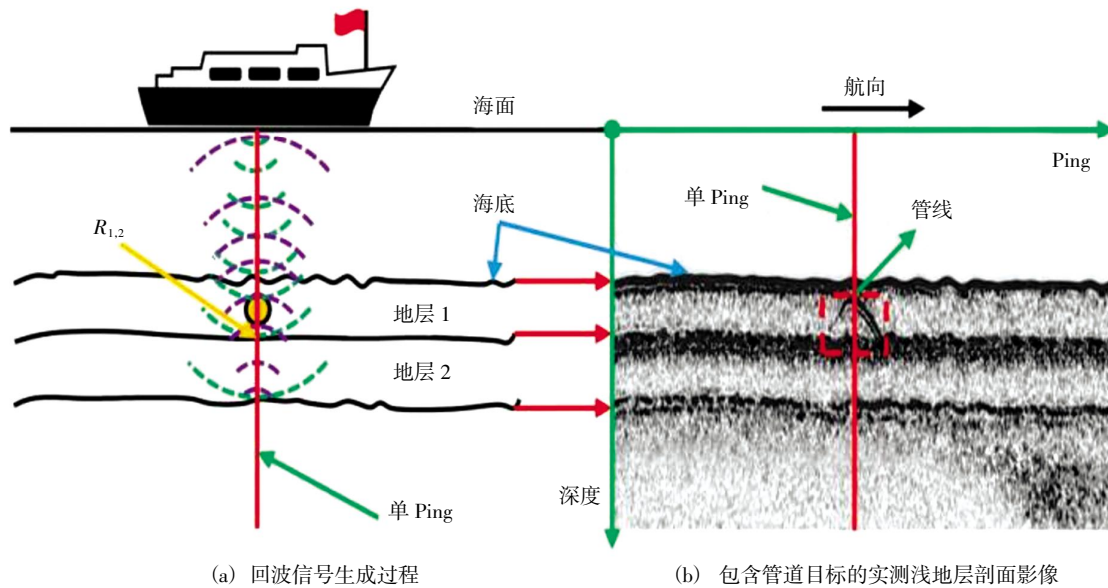 海面
航向
Ping
单 Ping
管线
海底
R1,2
地层 1
地层 2
单 Ping
深度
(a) 回波信号生成过程
(b) 包含管道目标的实测浅地层剖面影像